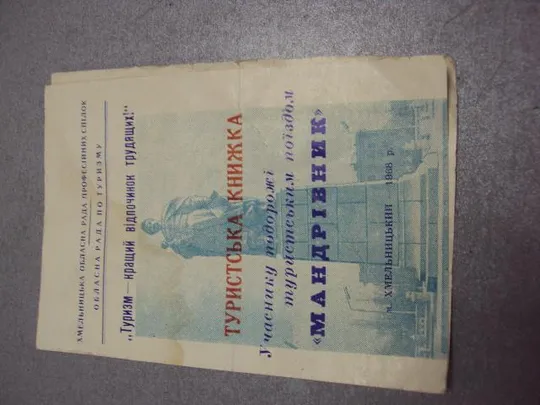 ХМЕЛЬНИЦЬКА ОБЛАСНА РАДА ПРОФЕСІЙНИХ СПІЛОК
ОБЛАСНА РАДА ПО ТУРИЗМУ
„Туризм — кращий відпочинок трудящих!“
ТУРИСТСЬКА КНИЖКА
Учаснику подорожі
туристським поїздом
«МАНДРІВНИК»
м. ХМЕЛЬНИЦЬКИЙ 1968 р.